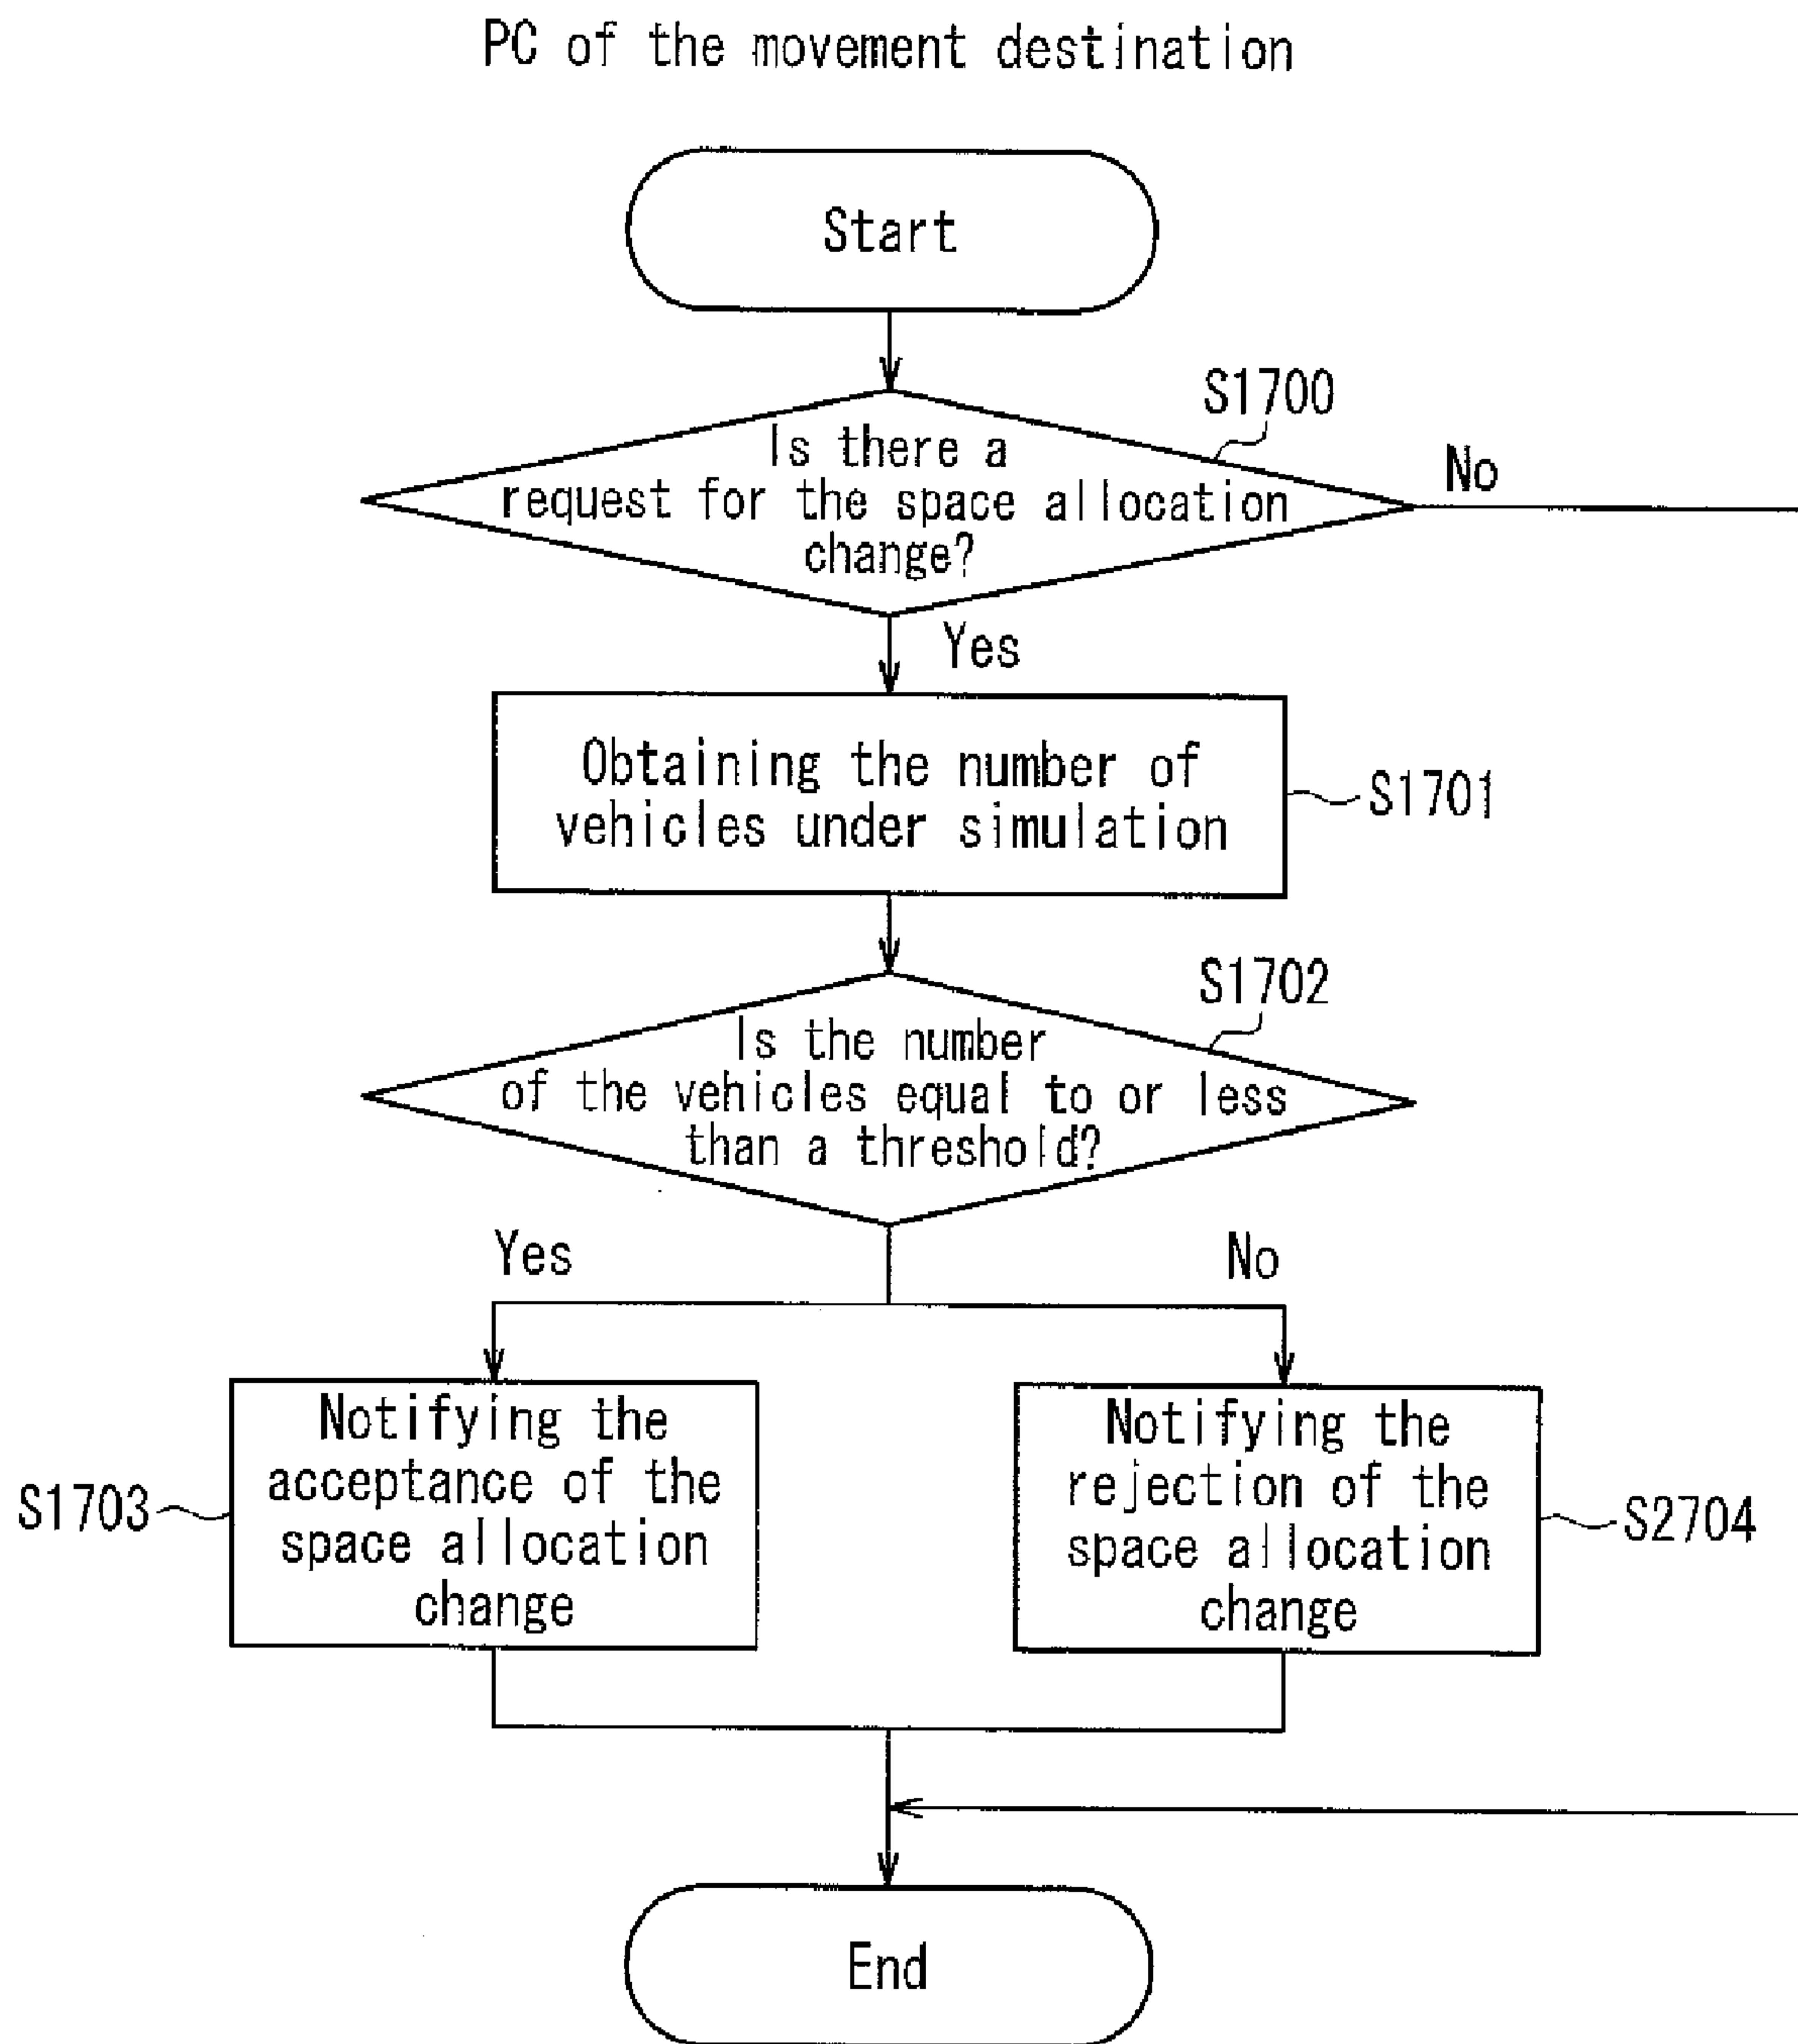 PC of the movement destination
Start
S1700
Is there a
request for the space allocation
change?
No
Yes
Obtaining the number of
vehicles under simulation
S1701
S1702
Is the number
of the vehicles equal to or less
than a threshold?
Yes
No
Notifying the
acceptance of the
space allocation
change
S1703
Notifying the
rejection of the
space allocation
change
S2704
End